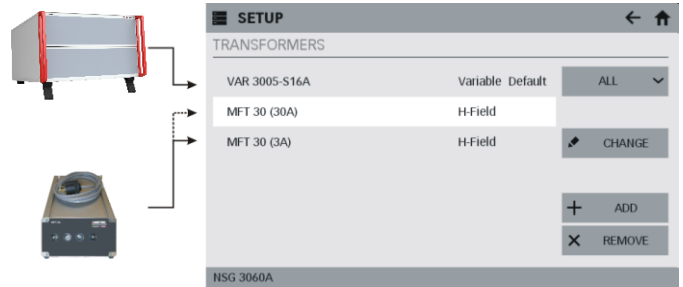 SETUP
TRANSFORMERS
VAR 3005-S16A Variable Default ALL
MFT 30 (30A) H-Field
MFT 30 (3A) H-Field CHANGE
ADD
REMOVE
NSG 3060A